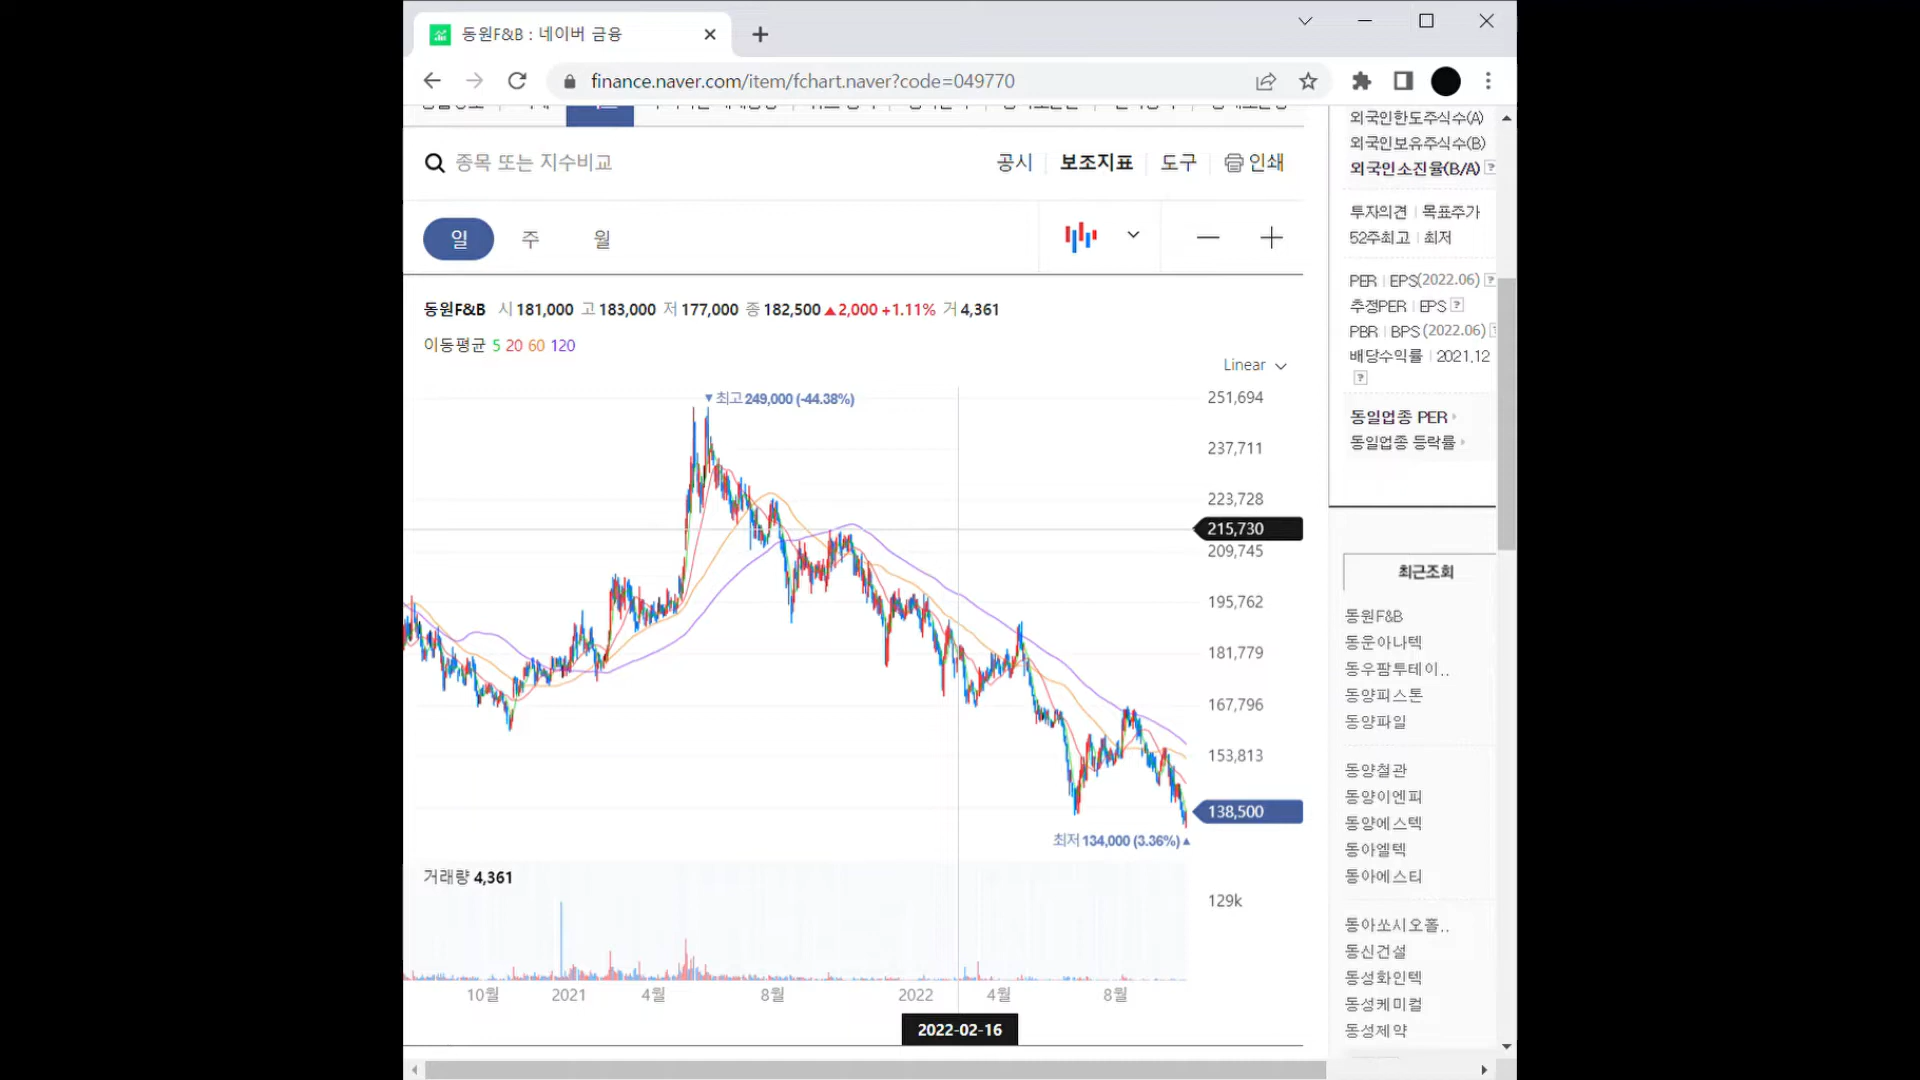 동원F&B : 네이버 금융
finance.naver.com/item/fchart.naver?code=049770
종목 또는 지수비교
공시 보조지표 도구 인쇄
일 주 월
동원F&B 시 181,000 고 183,000 저 177,000 종 182,500 ▲2,000 +1.11% 거 4,361
이동평균 5 20 60 120
Linear
▼최고 249,000 (-44.38%)
251,694
237,711
223,728
215,730
209,745
195,762
181,779
167,796
153,813
138,500
최저 134,000 (3.36%)▲
거래량 4,361
129k
10월 2021 4월 8월 2022 4월 8월
2022-02-16
외국인한도주식수(A)
외국인보유주식수(B)
외국인소진율(B/A) ?
투자의견 | 목표주가
52주최고 | 최저
PER | EPS(2022.06) ?
추정PER | EPS ?
PBR | BPS (2022.06) ?
배당수익률 | 2021.12
?
동일업종 PER
동일업종 등락률
최근조회
동원F&B
동운아나텍
동우팜투테이..
동양피스톤
동양파일
동양철관
동양이엔피
동양에스텍
동아엘텍
동아에스티
동아쏘시오홀..
동신건설
동성화인텍
동성케미컬
동성제약